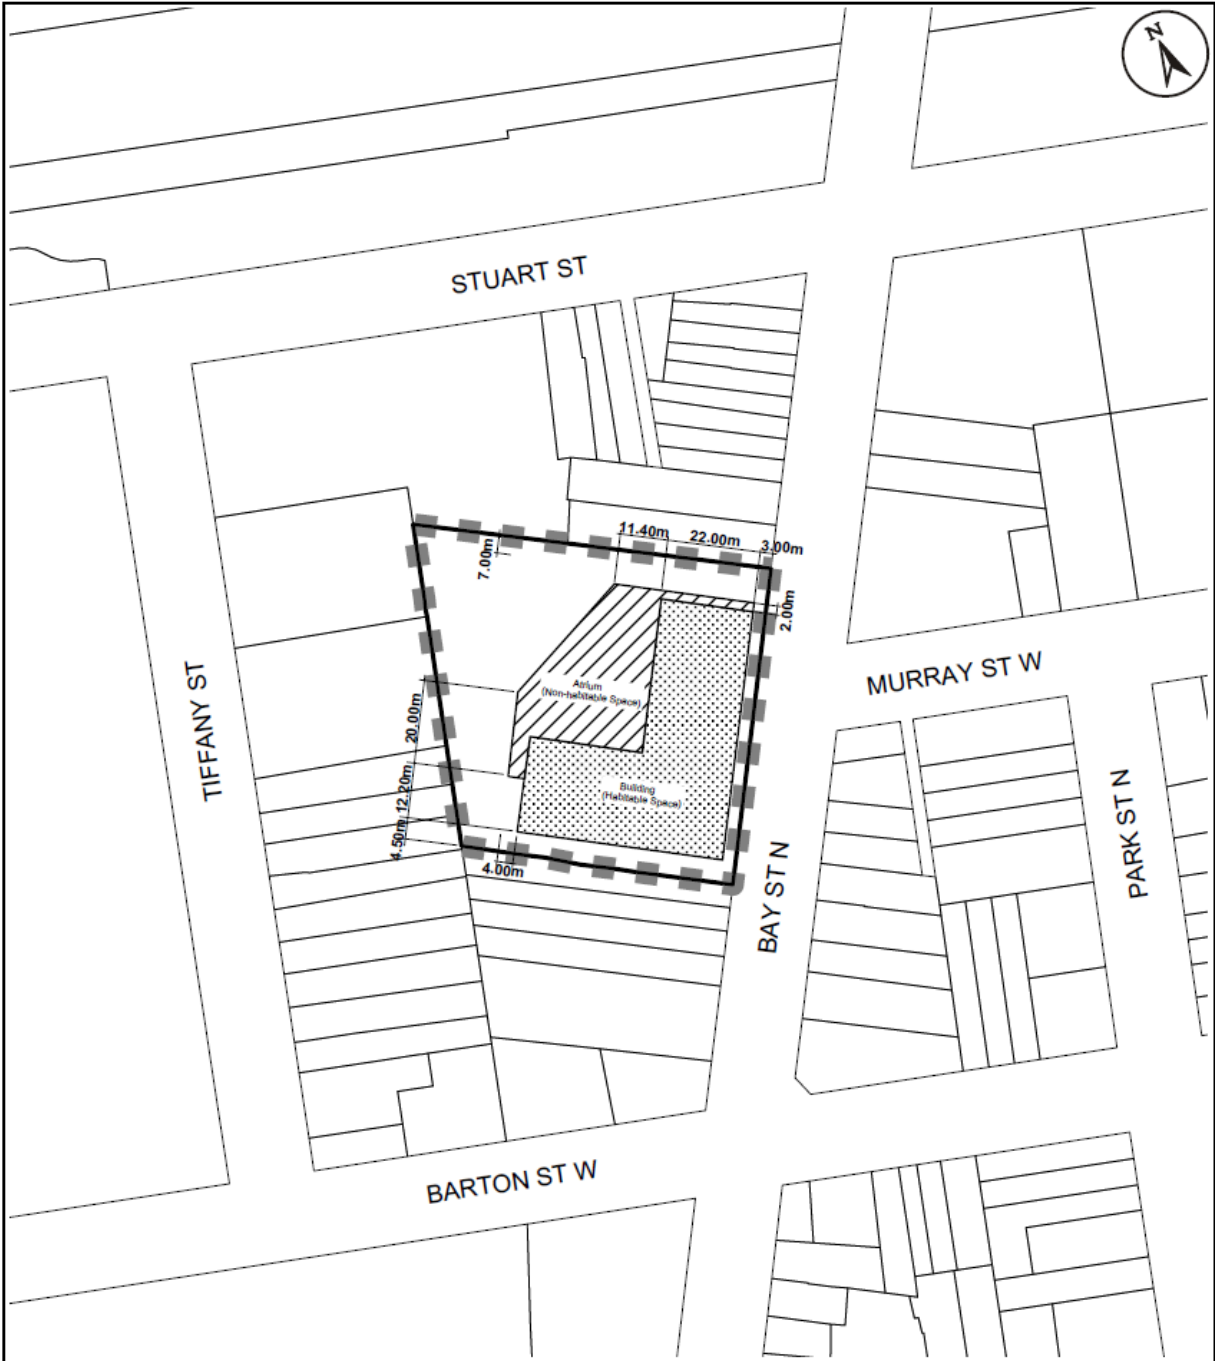 N
STUART ST
11.40m
22.00m
3.00m
7.00m
2.00m
MURRAY ST W
TIFFANY ST
Atrium
(Non-habitable Space)
20.00m
12.20m
4.50m
Building
(Habitable Space)
4.00m
PARK ST N
BAY ST N
BARTON ST W